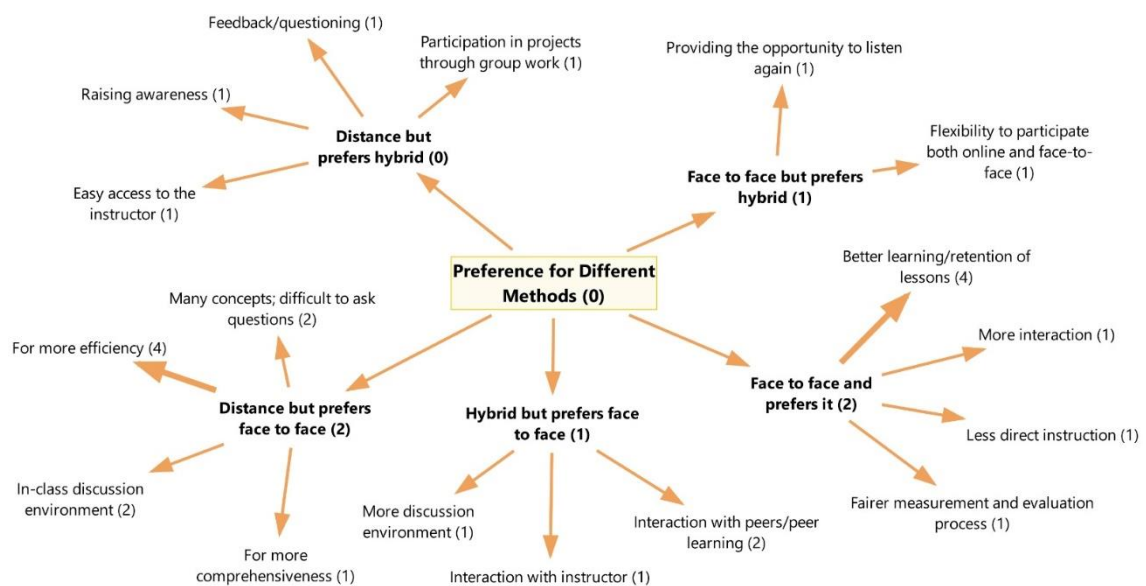 Feedback/questioning (1)
Participation in projects
through group work (1)
Raising awareness (1)
Distance but
prefers hybrid (0)
Easy access to the
instructor (1)
Providing the opportunity to listen
again (1)
Flexibility to participate
both online and face-to-
face (1)
Face to face but prefers
hybrid (1)
Preference for Different
Methods (0)
Better learning/retention of
lessons (4)
More interaction (1)
Face to face and
prefers it (2)
Less direct instruction (1)
Fairer measurement and evaluation
process (1)
Many concepts; difficult to ask
questions (2)
For more efficiency (4)
Distance but prefers
face to face (2)
In-class discussion
environment (2)
For more
comprehensiveness (1)
Hybrid but prefers face
to face (1)
More discussion
environment (1)
Interaction with instructor (1)
Interaction with peers/peer
learning (2)